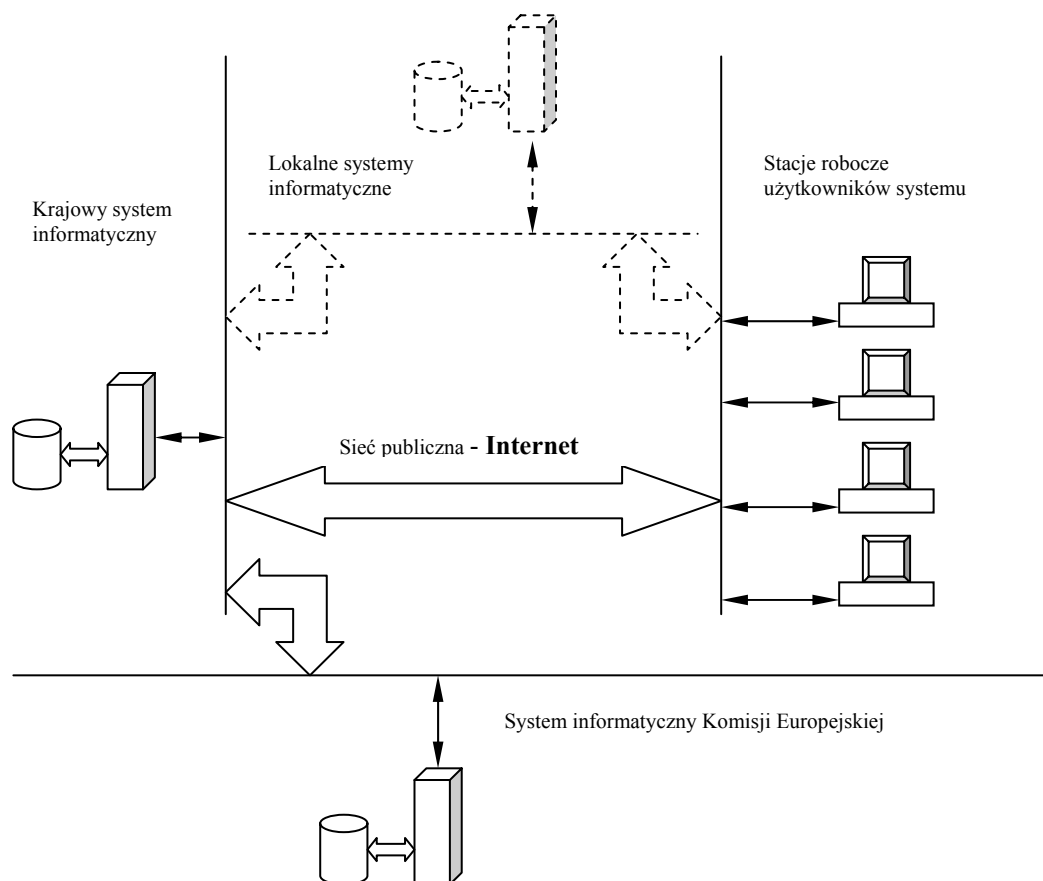 Lokalne systemy
informatyczne
Stacje robocze
użytkowników systemu
Krajowy system
informatyczny
Sieć publiczna - Internet
System informatyczny Komisji Europejskiej